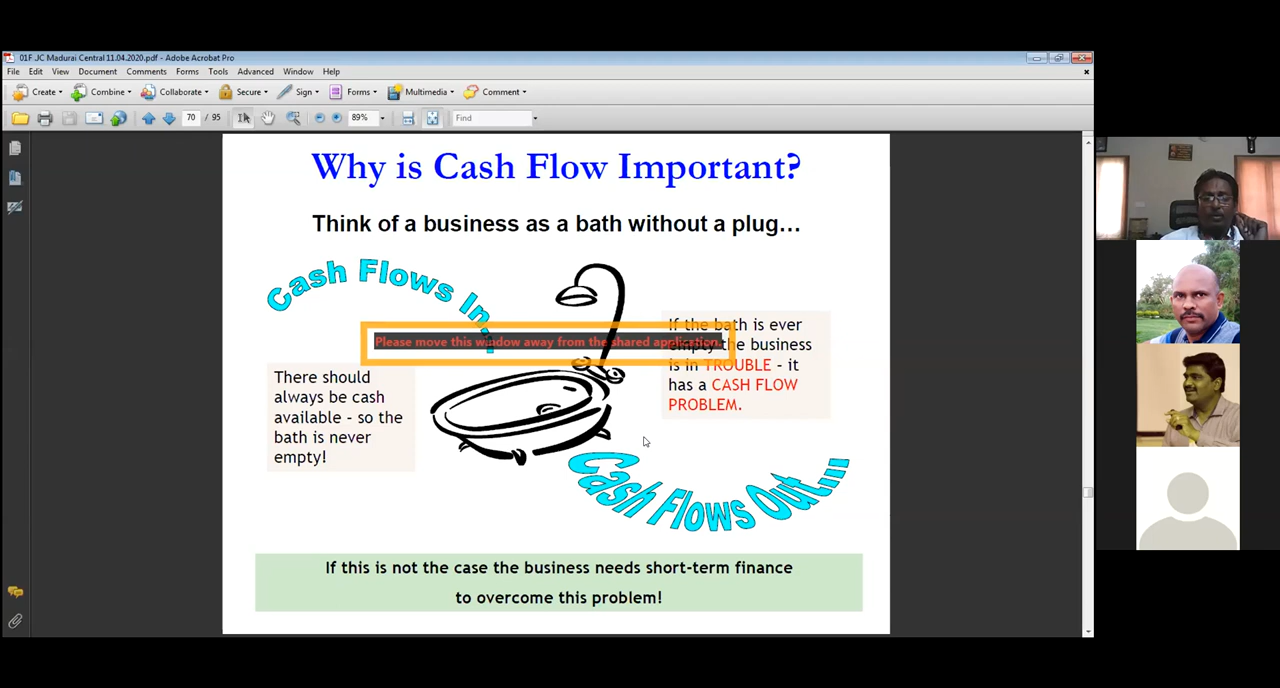 01F JC Madurai Central 11.04.2020.pdf - Adobe Acrobat Pro
File Edit View Document Comments Forms Tools Advanced Window Help
Create Combine Collaborate Secure Sign Forms Multimedia Comment
70 / 95 89% Find
Why is Cash Flow Important?
Think of a business as a bath without a plug...
Cash Flows In...
Please move this window away from the shared application.
If the bath is ever
empty the business
is in TROUBLE - it
has a CASH FLOW
PROBLEM.
There should
always be cash
available - so the
bath is never
empty!
Cash Flows Out...
If this is not the case the business needs short-term finance
to overcome this problem!